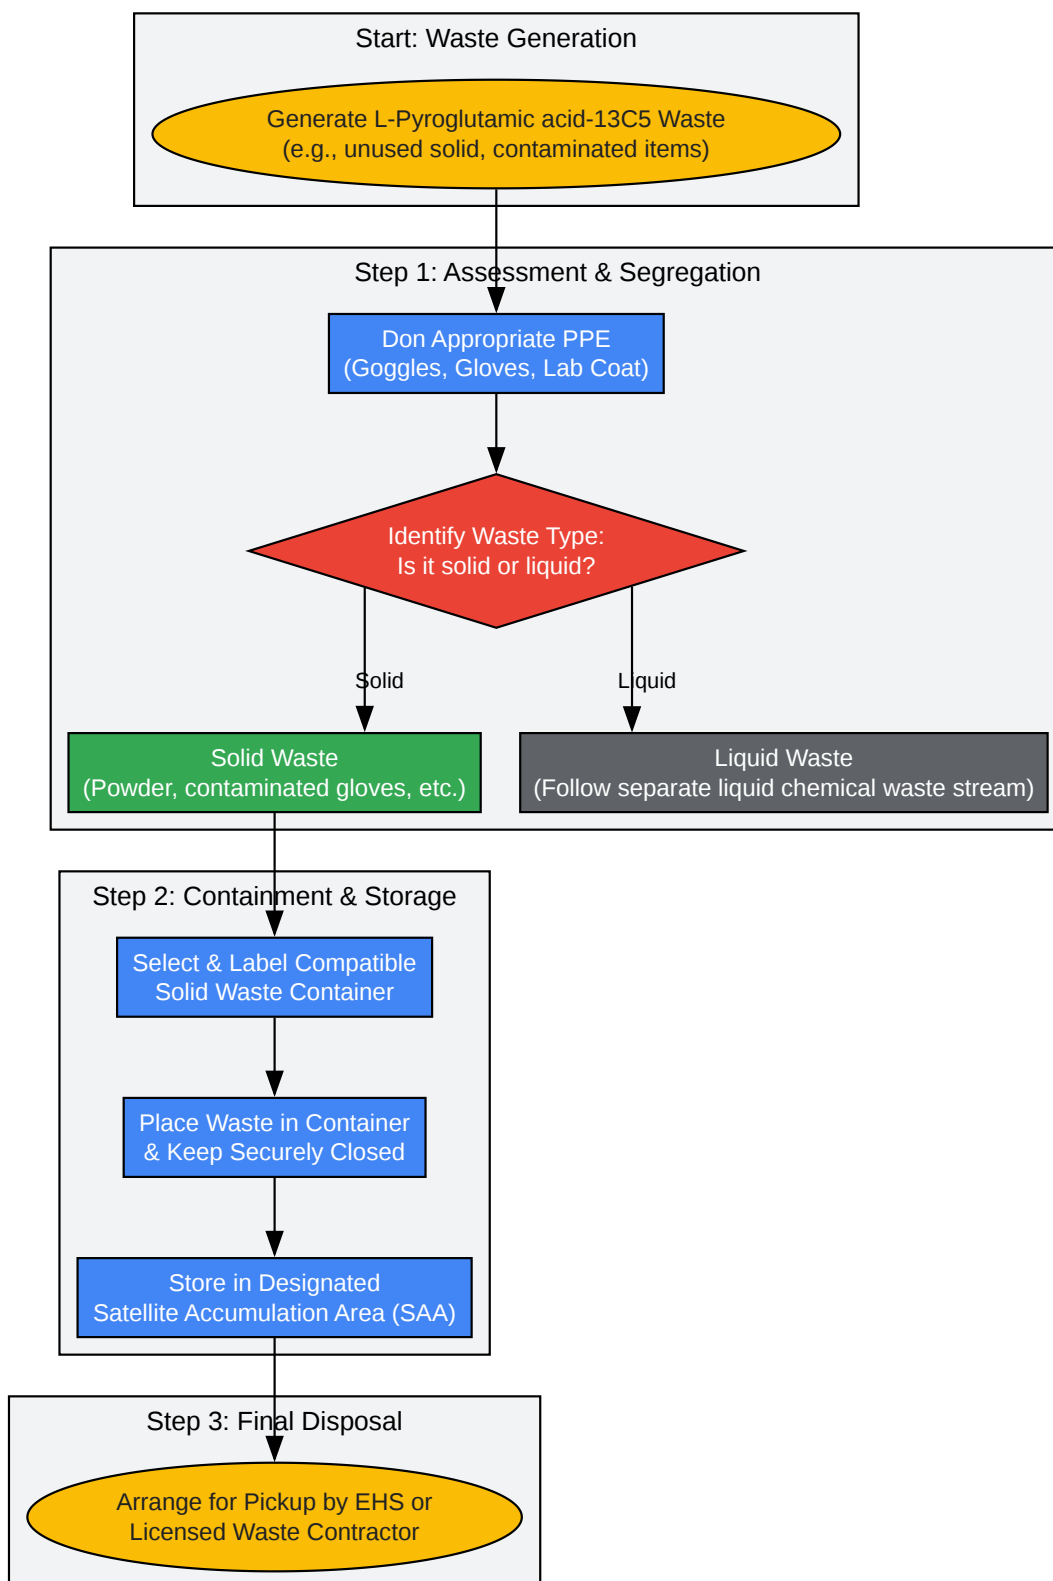 Start: Waste Generation
Generate L-Pyroglutamic acid-13C5 Waste
(e.g., unused solid, contaminated items)
Step 1: Assessment & Segregation
Don Appropriate PPE
(Goggles, Gloves, Lab Coat)
Identify Waste Type:
Is it solid or liquid?
Solid
Liquid
Solid Waste
(Powder, contaminated gloves, etc.)
Liquid Waste
(Follow separate liquid chemical waste stream)
Step 2: Containment & Storage
Select & Label Compatible
Solid Waste Container
Place Waste in Container
& Keep Securely Closed
Store in Designated
Satellite Accumulation Area (SAA)
Step 3: Final Disposal
Arrange for Pickup by EHS or
Licensed Waste Contractor